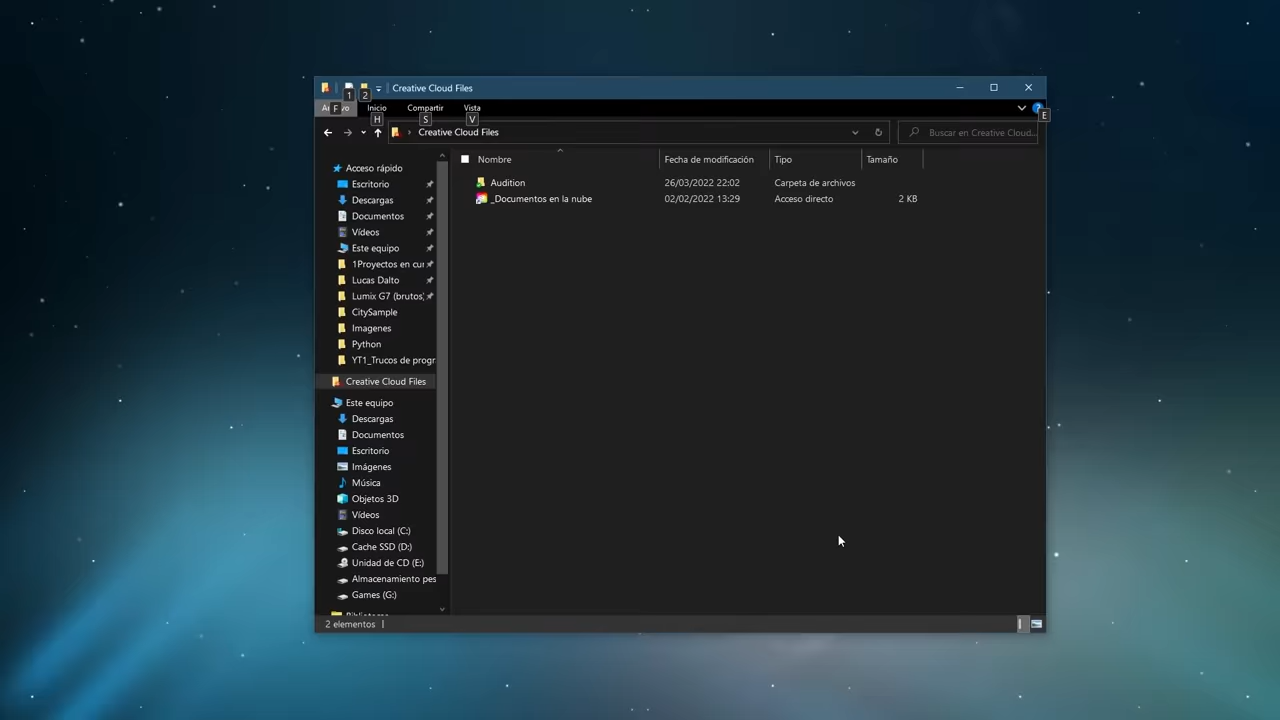 Creative Cloud Files
1
2
F
Inicio
Compartir
Vista
H
S
V
E
Creative Cloud Files
Buscar en Creative Cloud...
Nombre
Fecha de modificación
Tipo
Tamaño
Audition
26/03/2022 22:02
Carpeta de archivos
_Documentos en la nube
02/02/2022 13:29
Acceso directo
2 KB
Acceso rápido
Escritorio
Descargas
Documentos
Vídeos
Este equipo
1Proyectos en cur
Lucas Dalto
Lumix G7 (brutos)
CitySample
Imagenes
Python
YT1_Trucos de progr
Creative Cloud Files
Este equipo
Descargas
Documentos
Escritorio
Imágenes
Música
Objetos 3D
Vídeos
Disco local (C:)
Cache SSD (D:)
Unidad de CD (E:)
Almacenamiento pes
Games (G:)
2 elementos